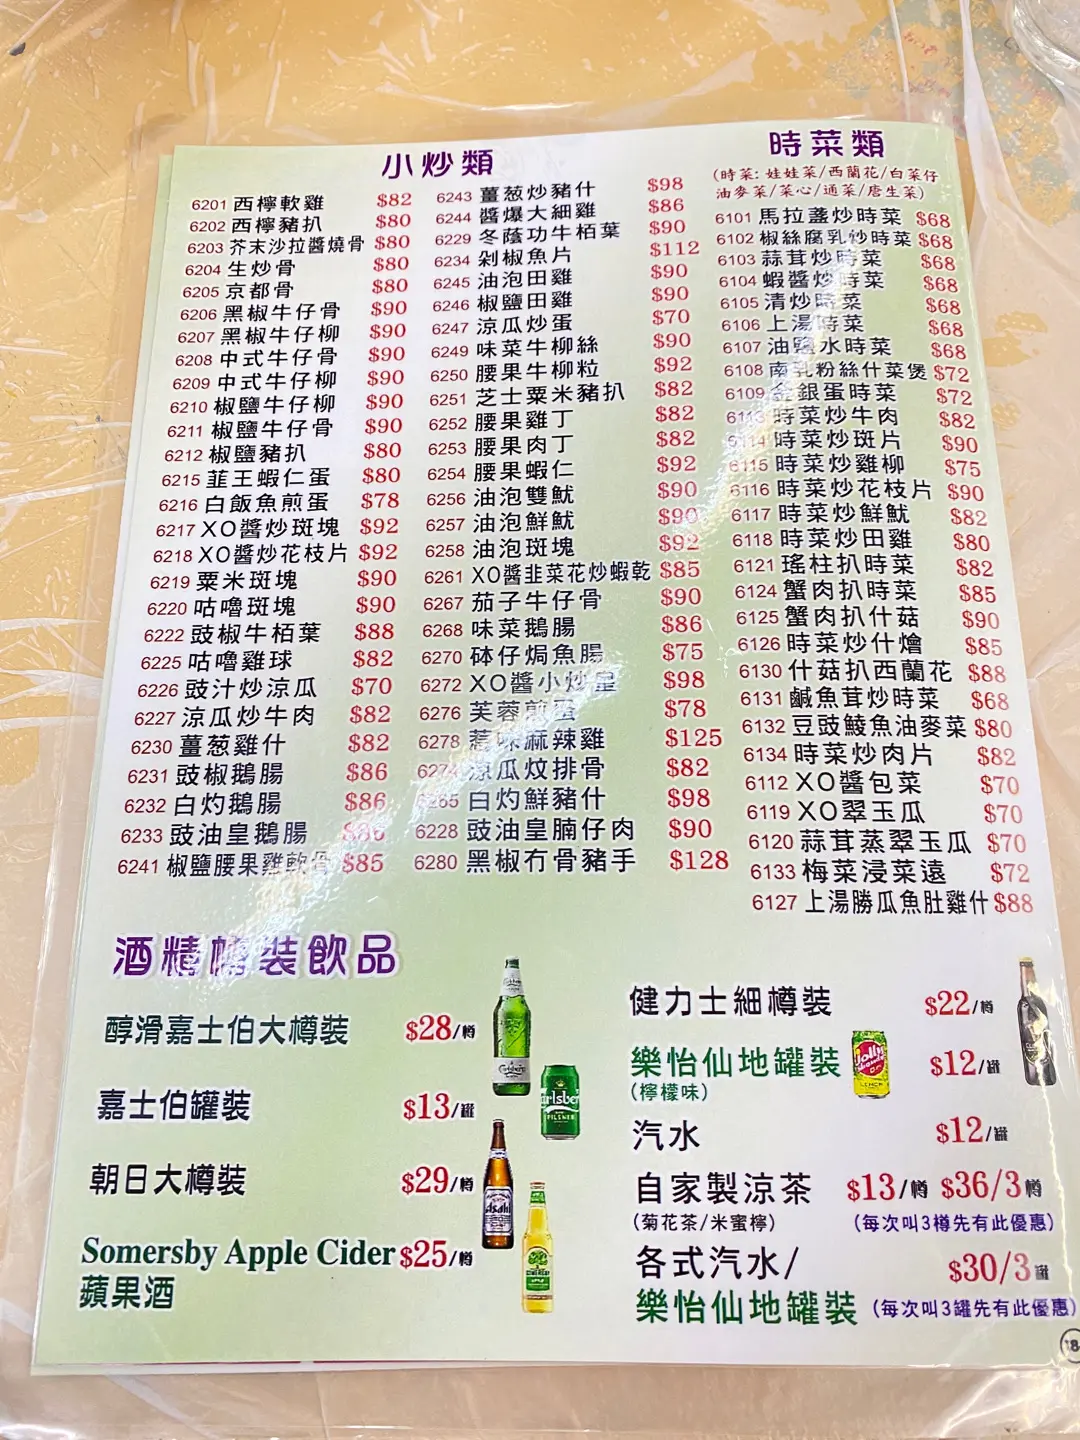 小炒類
6201 西檸軟雞 $82
6202 西檸豬扒 $80
6203 芥末沙拉醬燒骨 $80
6204 生炒骨 $80
6205 京都骨 $80
6206 黑椒牛仔骨 $90
6207 黑椒牛仔柳 $90
6208 中式牛仔骨 $90
6209 中式牛仔柳 $90
6210 椒鹽牛仔柳 $90
6211 椒鹽牛仔骨 $90
6212 椒鹽豬扒 $80
6215 韮王蝦仁蛋 $80
6216 白飯魚煎蛋 $78
6217 XO醬炒斑塊 $92
6218 XO醬炒花枝片 $92
6219 粟米斑塊 $90
6220 咕嚕斑塊 $90
6222 豉椒牛栢葉 $88
6225 咕嚕雞球 $82
6226 豉汁炒涼瓜 $70
6227 涼瓜炒牛肉 $82
6230 薑葱雞什 $82
6231 豉椒鵝腸 $86
6232 白灼鵝腸 $86
6233 豉油皇鵝腸 $86
6241 椒鹽腰果雞軟骨 $85
6243 薑葱炒豬什 $98
6244 醬爆大細雞 $86
6229 冬蔭功牛栢葉 $90
6234 剁椒魚片 $112
6245 油泡田雞 $90
6246 椒鹽田雞 $90
6247 涼瓜炒蛋 $70
6249 味菜牛柳絲 $90
6250 腰果牛柳粒 $92
6251 芝士粟米豬扒 $82
6252 腰果雞丁 $82
6253 腰果肉丁 $82
6254 腰果蝦仁 $92
6256 油泡雙魷 $90
6257 油泡鮮魷 $90
6258 油泡斑塊 $92
6261 XO醬韭菜花炒蝦乾 $85
6267 茄子牛仔骨 $90
6268 味菜鵝腸 $86
6270 砵仔焗魚腸 $75
6272 XO醬小炒皇 $98
6276 芙蓉煎蛋 $78
6278 惹味麻辣雞 $125
6274 涼瓜炆排骨 $82
6265 白灼鮮豬什 $98
6228 豉油皇腩仔肉 $90
6280 黑椒冇骨豬手 $128
時菜類
(時菜: 娃娃菜/西蘭花/白菜仔
油麥菜/菜心/通菜/唐生菜)
6101 馬拉盞炒時菜 $68
6102 椒絲腐乳炒時菜 $68
6103 蒜茸炒時菜 $68
6104 蝦醬炒時菜 $68
6105 清炒時菜 $68
6106 上湯時菜 $68
6107 油鹽水時菜 $68
6108 南乳粉絲什菜煲 $72
6109 金銀蛋時菜 $72
6113 時菜炒牛肉 $82
6114 時菜炒斑片 $90
6115 時菜炒雞柳 $75
6116 時菜炒花枝片 $90
6117 時菜炒鮮魷 $82
6118 時菜炒田雞 $80
6121 瑤柱扒時菜 $82
6124 蟹肉扒時菜 $85
6125 蟹肉扒什菇 $90
6126 時菜炒什燴 $85
6130 什菇扒西蘭花 $88
6131 鹹魚茸炒時菜 $68
6132 豆豉鯪魚油麥菜 $80
6134 時菜炒肉片 $82
6112 XO醬包菜 $70
6119 XO翠玉瓜 $70
6120 蒜茸蒸翠玉瓜 $70
6133 梅菜浸菜遠 $72
6127 上湯勝瓜魚肚雞什 $88
酒精樽裝飲品
醇滑嘉士伯大樽裝 $28/樽
嘉士伯罐裝 $13/罐
朝日大樽裝 $29/樽
Somersby Apple Cider $25/樽
蘋果酒
健力士細樽裝 $22/樽
樂怡仙地罐裝 $12/罐
(檸檬味)
汽水 $12/罐
自家製涼茶 $13/樽 $36/3樽
(菊花茶/米蜜檸) (每次叫3樽先有此優惠)
各式汽水/ $30/3罐
樂怡仙地罐裝 (每次叫3罐先有此優惠)
Carlsberg
PILSNER
Asahi